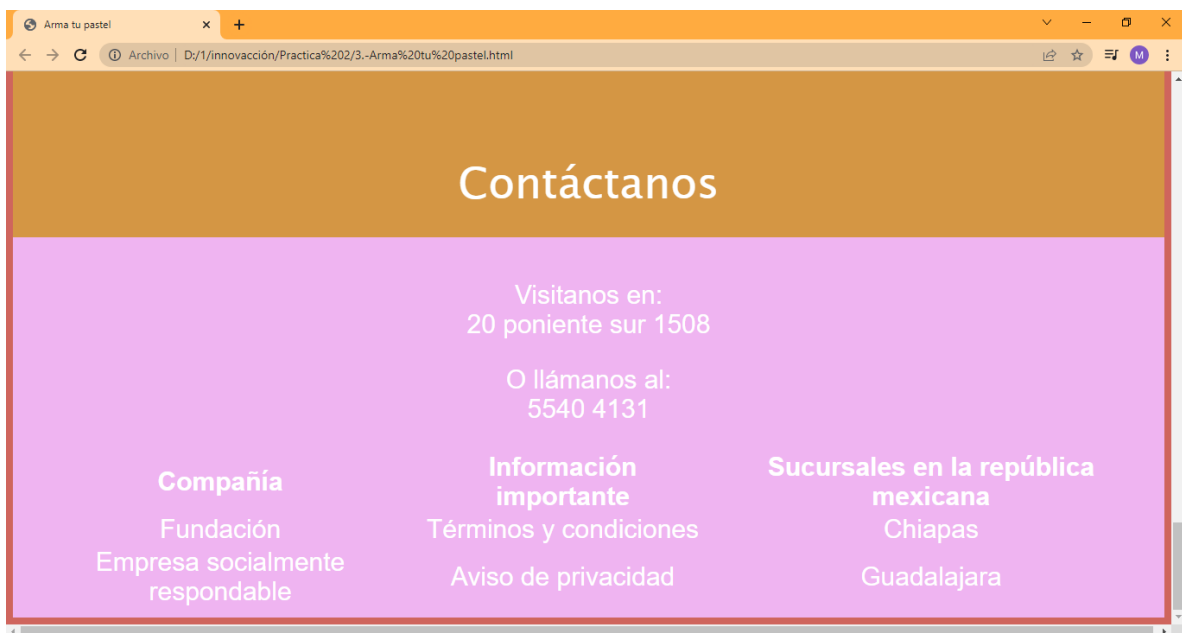 Arma tu pastel
Archivo | D:/1/innovacción/Practica%202/3.-Arma%20tu%20pastel.html
M
Contáctanos
Visitanos en:
20 poniente sur 1508
O llámanos al:
5540 4131
Compañía
Información
importante
Sucursales en la república
mexicana
Fundación
Términos y condiciones
Chiapas
Empresa socialmente
respondable
Aviso de privacidad
Guadalajara